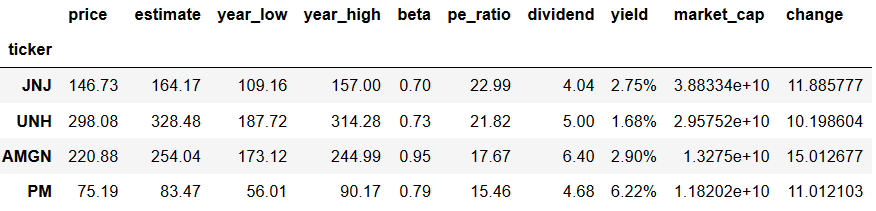 price estimate year_low year_high beta pe_ratio dividend yield market_cap change
ticker
JNJ 146.73 164.17 109.16 157.00 0.70 22.99 4.04 2.75% 3.88334e+10 11.885777
UNH 298.08 328.48 187.72 314.28 0.73 21.82 5.00 1.68% 2.95752e+10 10.198604
AMGN 220.88 254.04 173.12 244.99 0.95 17.67 6.40 2.90% 1.3275e+10 15.012677
PM 75.19 83.47 56.01 90.17 0.79 15.46 4.68 6.22% 1.18202e+10 11.012103